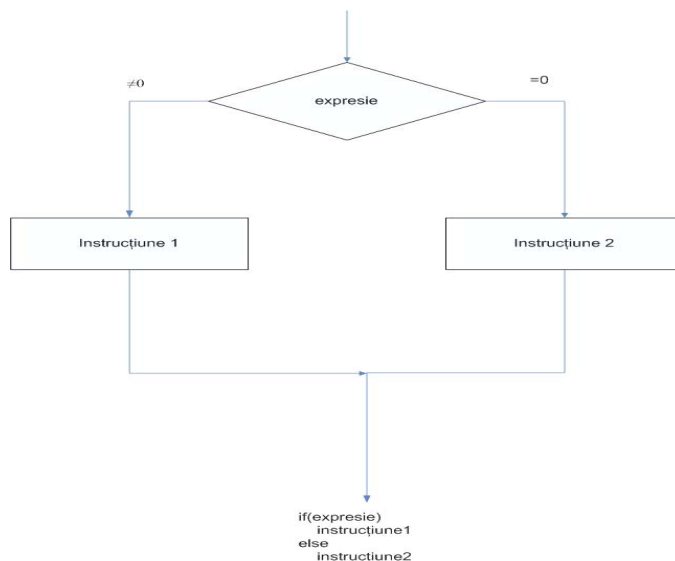 ≠0
=0
expresie
Instrucțiune 1
Instrucțiune 2
if(expresie)
instrucțiune1
else
instructiune2